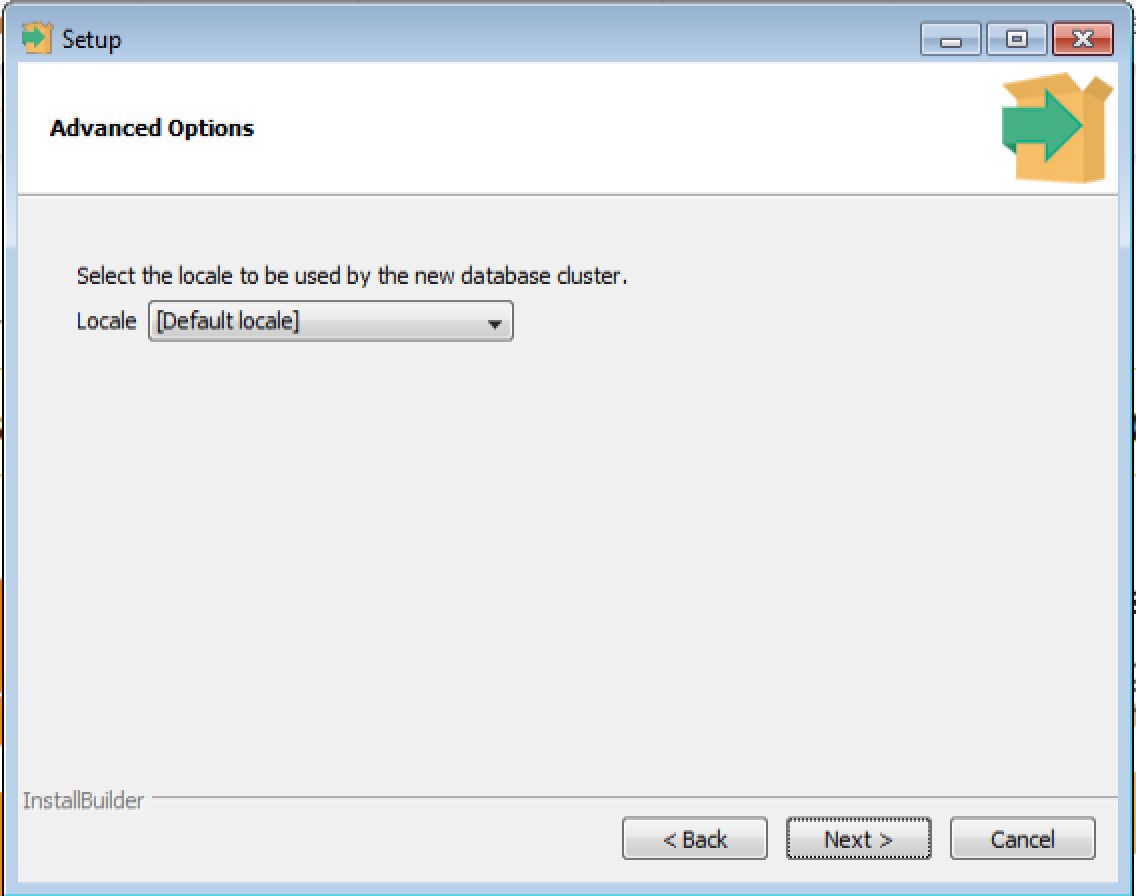 Setup
Advanced Options
Select the locale to be used by the new database cluster.
Locale [Default locale]
InstallBuilder
< Back Next > Cancel